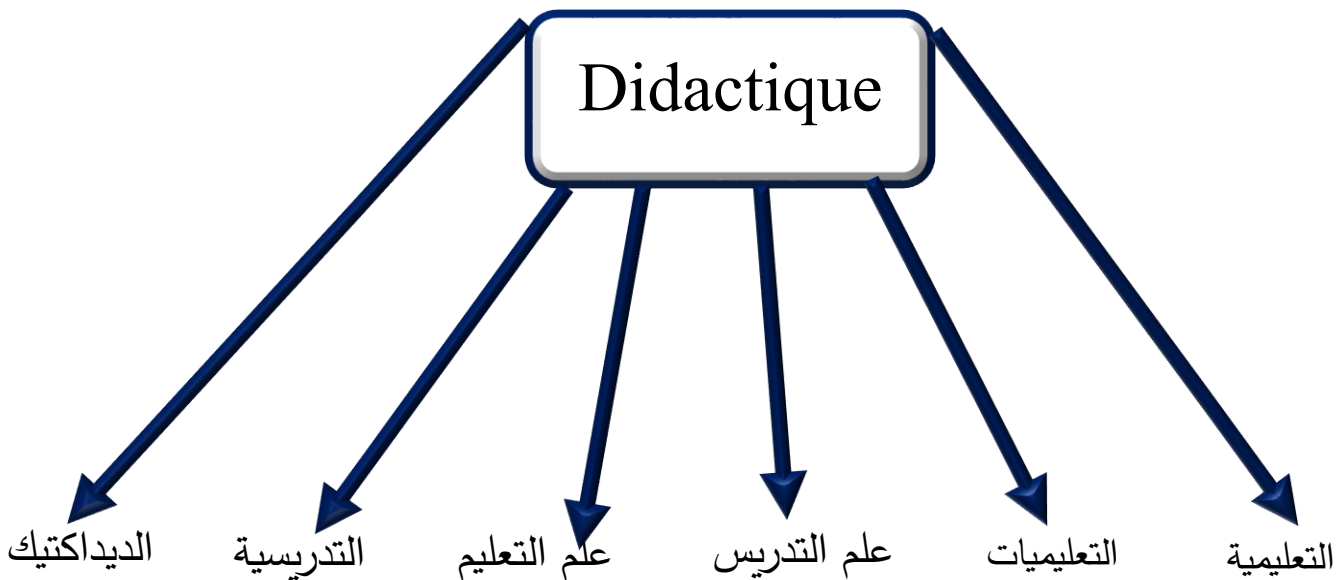 Didactique
التعليمية
التعليميات
علم التدريس
علم التعليم
التدريسية
الديداكتيك